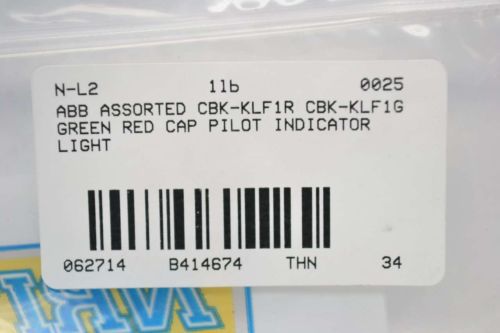 N-L2 1lb 0025
ABB ASSORTED CBK-KLF1R CBK-KLF1G
GREEN RED CAP PILOT INDICATOR
LIGHT
062714 B414674 THN 34
NRI